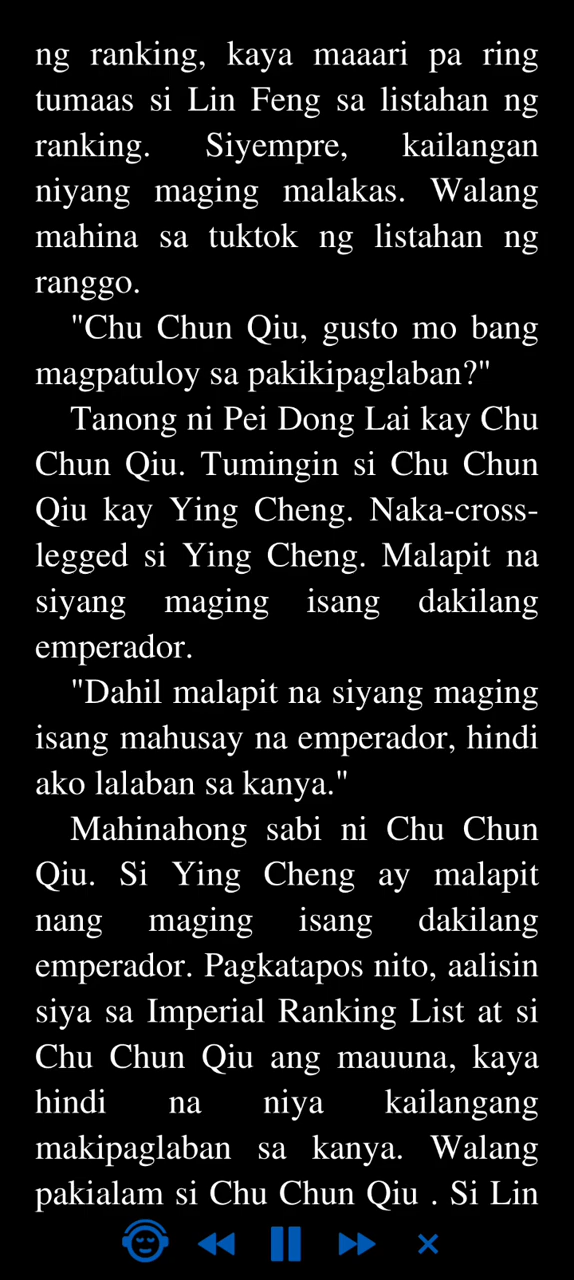 ng ranking, kaya maaari pa ring
tumaas si Lin Feng sa listahan ng
ranking. Siyempre, kailangan
niyang maging malakas. Walang
mahina sa tuktok ng listahan ng
ranggo.
"Chu Chun Qiu, gusto mo bang
magpatuloy sa pakikipaglaban?"
Tanong ni Pei Dong Lai kay Chu
Chun Qiu. Tumingin si Chu Chun
Qiu kay Ying Cheng. Naka-cross-
legged si Ying Cheng. Malapit na
siyang maging isang dakilang
emperador.
"Dahil malapit na siyang maging
isang mahusay na emperador, hindi
ako lalaban sa kanya."
Mahinahong sabi ni Chu Chun
Qiu. Si Ying Cheng ay malapit
nang maging isang dakilang
emperador. Pagkatapos nito, aalisin
siya sa Imperial Ranking List at si
Chu Chun Qiu ang mauuna, kaya
hindi na niya kailangang
makipaglaban sa kanya. Walang
pakialam si Chu Chun Qiu . Si Lin